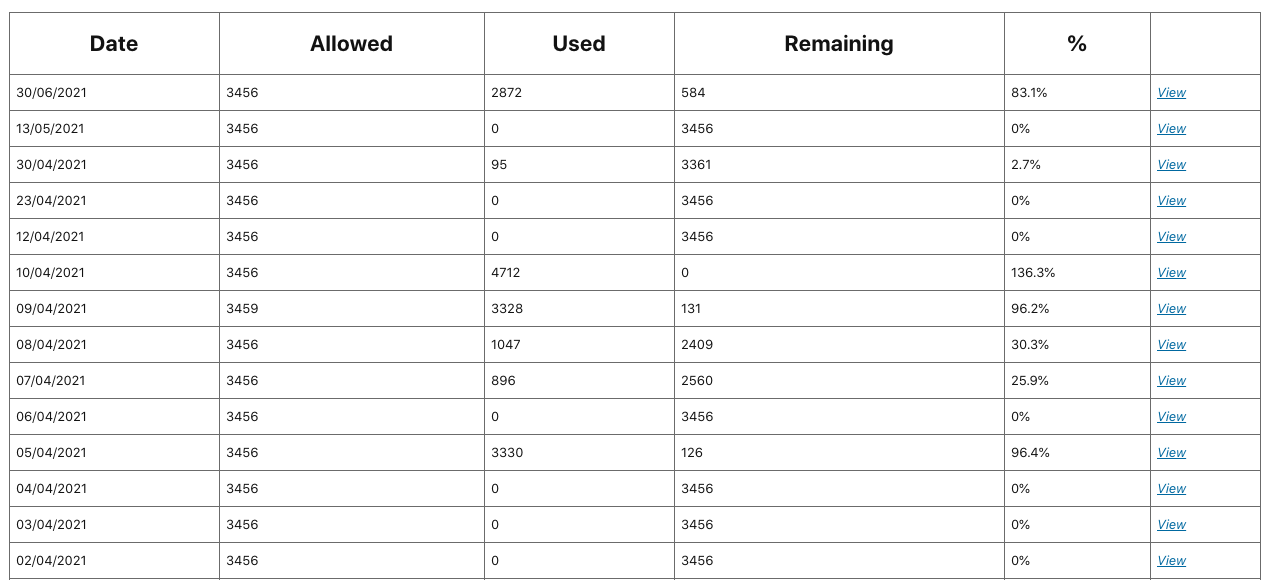 Date Allowed Used Remaining %
30/06/2021 3456 2872 584 83.1% View
13/05/2021 3456 0 3456 0% View
30/04/2021 3456 95 3361 2.7% View
23/04/2021 3456 0 3456 0% View
12/04/2021 3456 0 3456 0% View
10/04/2021 3456 4712 0 136.3% View
09/04/2021 3459 3328 131 96.2% View
08/04/2021 3456 1047 2409 30.3% View
07/04/2021 3456 896 2560 25.9% View
06/04/2021 3456 0 3456 0% View
05/04/2021 3456 3330 126 96.4% View
04/04/2021 3456 0 3456 0% View
03/04/2021 3456 0 3456 0% View
02/04/2021 3456 0 3456 0% View